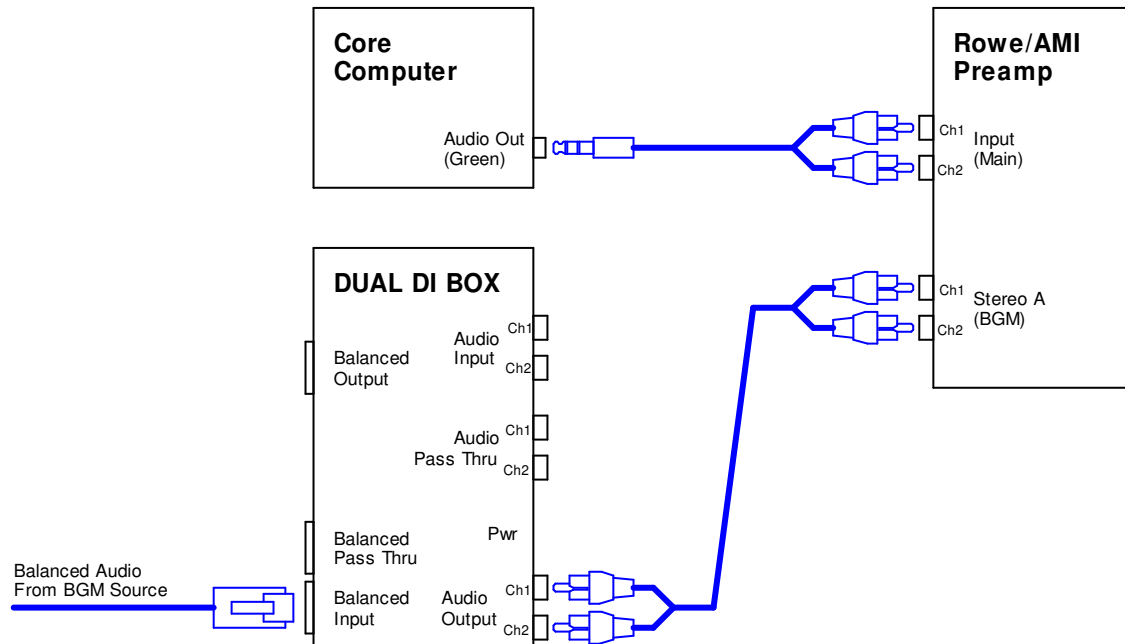 Core
Computer
Audio Out
(Green)
Rowe/AMI
Preamp
Ch1
Input
(Main)
Ch2
Ch1
Stereo A
(BGM)
Ch2
DUAL DI BOX
Balanced
Output
Audio
Input
Ch1
Ch2
Audio
Pass Thru
Ch1
Ch2
Pwr
Balanced
Pass Thru
Balanced Audio
From BGM Source
Balanced
Input
Audio
Output
Ch1
Ch2